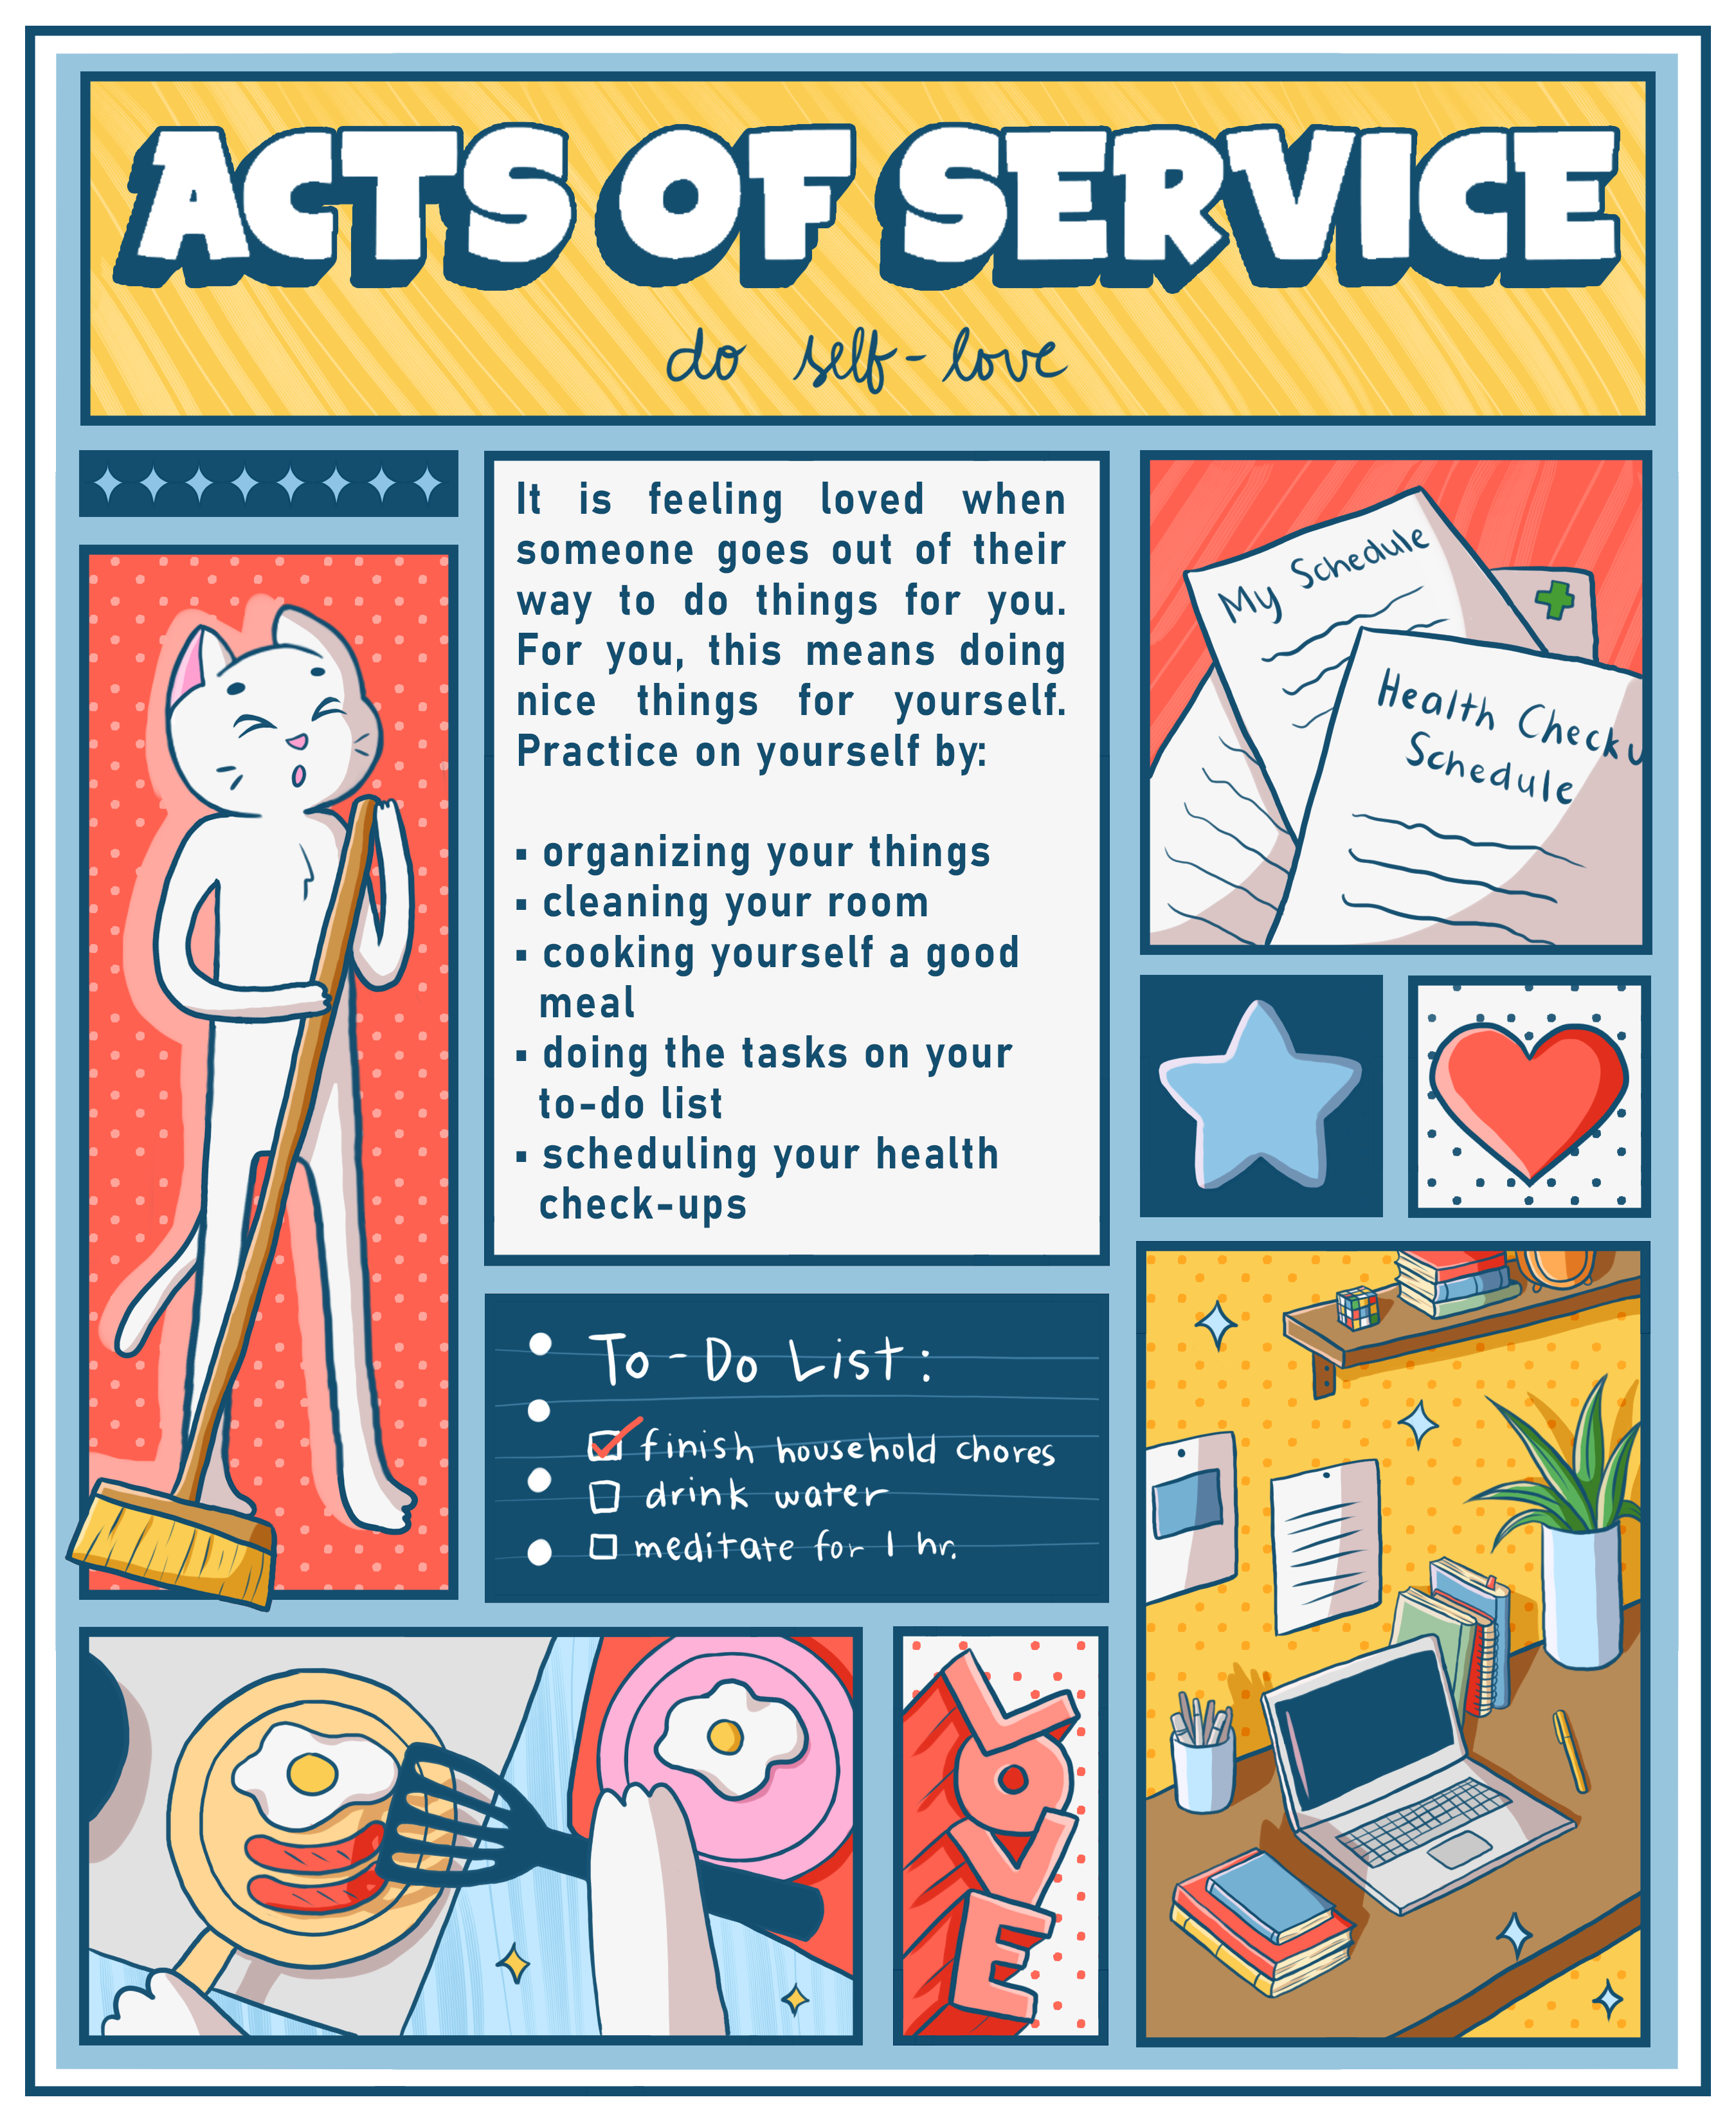 ACTS OF SERVICE
do self-love
It is feeling loved when
someone goes out of their
way to do things for you.
For you, this means doing
nice things for yourself.
Practice on yourself by:
▪ organizing your things
▪ cleaning your room
▪ cooking yourself a good
meal
▪ doing the tasks on your
to-do list
▪ scheduling your health
check-ups
My Schedule
Health Checku
Schedule
To-Do List:
finish household chores
drink water
meditate for 1 hr.
LOVE